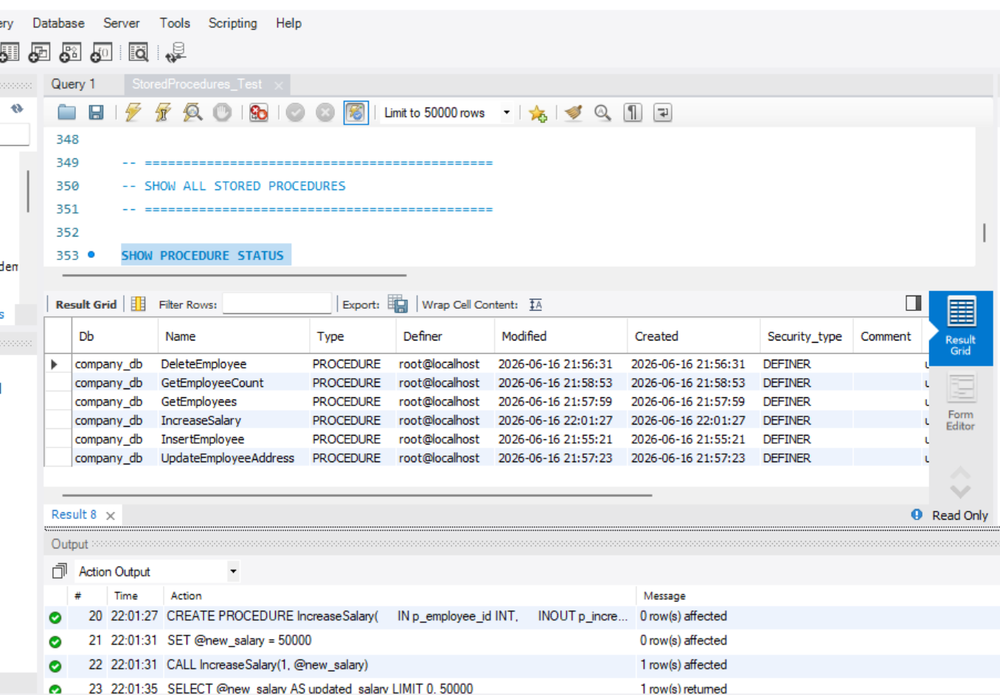 Database Server Tools Scripting Help
Query 1 StoredProcedures_Test
Limit to 50000 rows
348
349 -- =============================================
350 -- SHOW ALL STORED PROCEDURES
351 -- =============================================
352
353 SHOW PROCEDURE STATUS
Result Grid Filter Rows: Export: Wrap Cell Content:
Result
Grid
Form
Editor
Db Name Type Definer Modified Created Security_type Comment
company_db DeleteEmployee PROCEDURE root@localhost 2026-06-16 21:56:31 2026-06-16 21:56:31 DEFINER
company_db GetEmployeeCount PROCEDURE root@localhost 2026-06-16 21:58:53 2026-06-16 21:58:53 DEFINER
company_db GetEmployees PROCEDURE root@localhost 2026-06-16 21:57:59 2026-06-16 21:57:59 DEFINER
company_db IncreaseSalary PROCEDURE root@localhost 2026-06-16 22:01:27 2026-06-16 22:01:27 DEFINER
company_db InsertEmployee PROCEDURE root@localhost 2026-06-16 21:55:21 2026-06-16 21:55:21 DEFINER
company_db UpdateEmployeeAddress PROCEDURE root@localhost 2026-06-16 21:57:23 2026-06-16 21:57:23 DEFINER
Result 8 Read Only
Output
Action Output
# Time Action Message
20 22:01:27 CREATE PROCEDURE IncreaseSalary( IN p_employee_id INT, INOUT p_incre... 0 row(s) affected
21 22:01:31 SET @new_salary = 50000 0 row(s) affected
22 22:01:31 CALL IncreaseSalary(1, @new_salary) 1 row(s) affected
23 22:01:35 SELECT @new_salary AS updated_salary LIMIT 0, 50000 1 row(s) returned